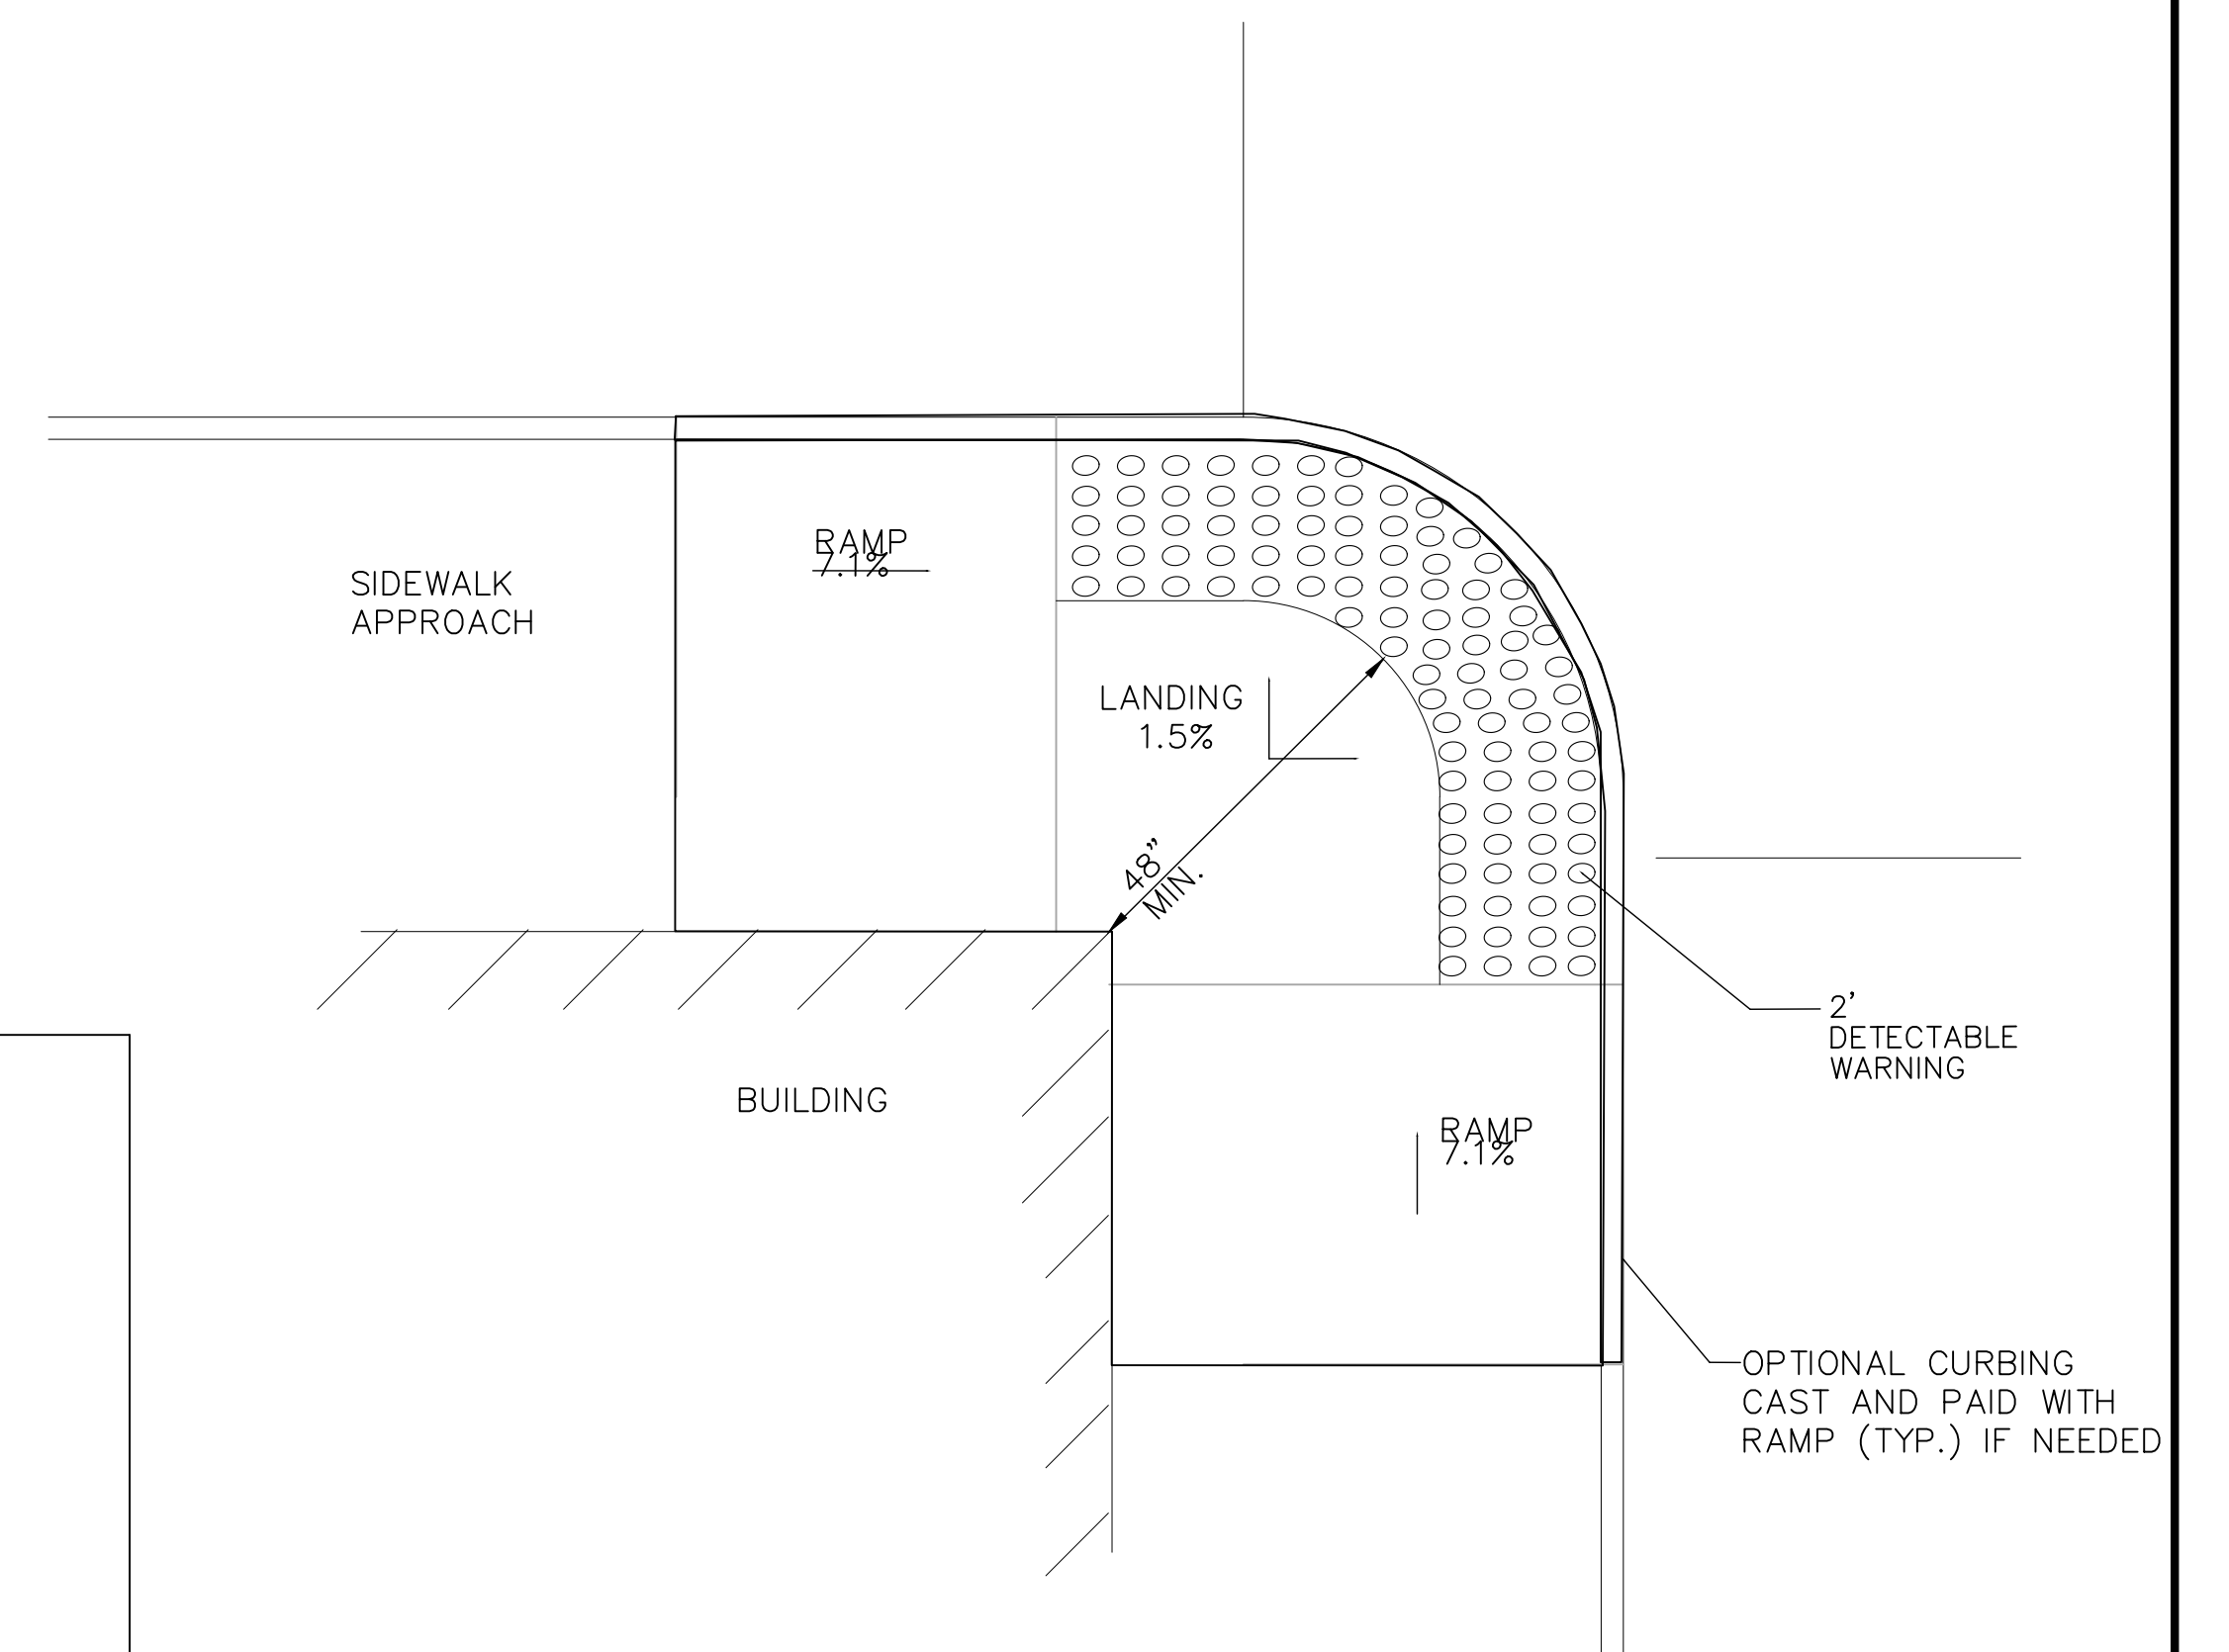 RAMP
7.1%
SIDEWALK
APPROACH
LANDING
1.5%
48"
MIN.
2'
DETECTABLE
WARNING
BUILDING
RAMP
7.1%
OPTIONAL CURBING
CAST AND PAID WITH
RAMP (TYP.) IF NEEDED